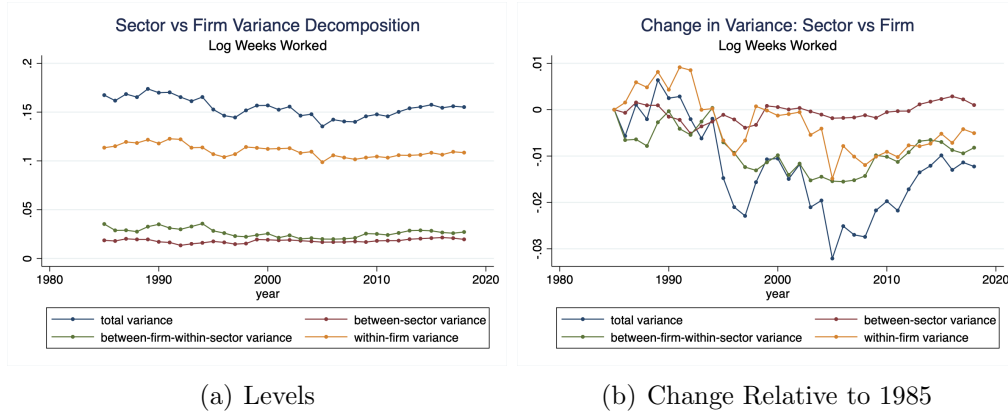 Sector vs Firm Variance Decomposition
Log Weeks Worked
.2
.15
.1
.05
0
1980 1990 2000 2010 2020
year
total variance between-sector variance
between-firm-within-sector variance within-firm variance
(a) Levels
Change in Variance: Sector vs Firm
Log Weeks Worked
.01
0
-.01
-.02
-.03
1980 1990 2000 2010 2020
year
total variance between-sector variance
between-firm-within-sector variance within-firm variance
(b) Change Relative to 1985